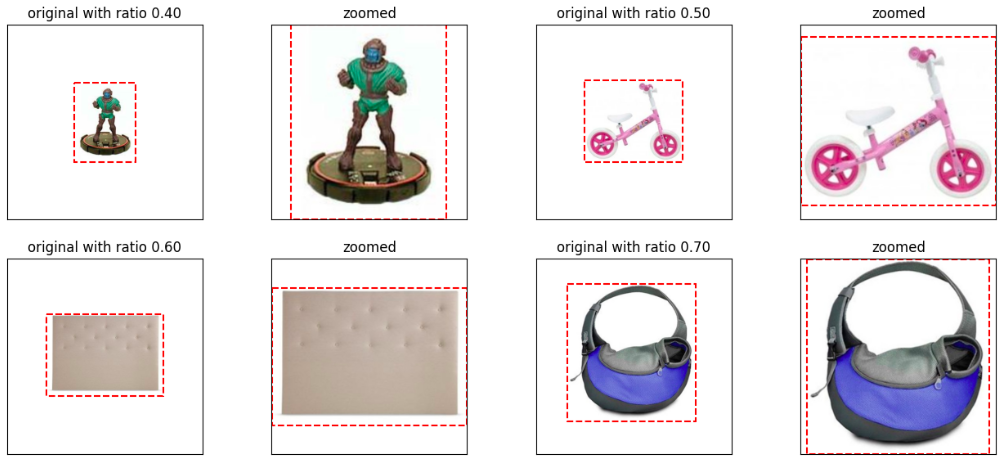 original with ratio 0.40
zoomed
original with ratio 0.50
zoomed
original with ratio 0.60
zoomed
original with ratio 0.70
zoomed